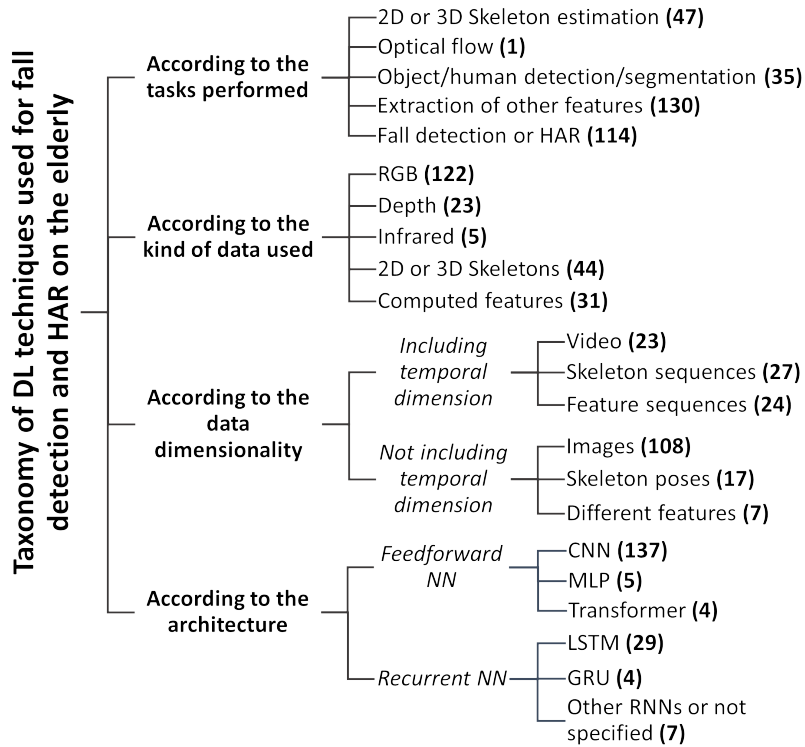 Taxonomy of DL techniques used for fall
detection and HAR on the elderly
According to the
tasks performed
2D or 3D Skeleton estimation (47)
Optical flow (1)
Object/human detection/segmentation (35)
Extraction of other features (130)
Fall detection or HAR (114)
According to the
kind of data used
RGB (122)
Depth (23)
Infrared (5)
2D or 3D Skeletons (44)
Computed features (31)
According to the
data
dimensionality
Including
temporal
dimension
Video (23)
Skeleton sequences (27)
Feature sequences (24)
Not including
temporal
dimension
Images (108)
Skeleton poses (17)
Different features (7)
According to the
architecture
Feedforward
NN
CNN (137)
MLP (5)
Transformer (4)
Recurrent NN
LSTM (29)
GRU (4)
Other RNNs or not
specified (7)